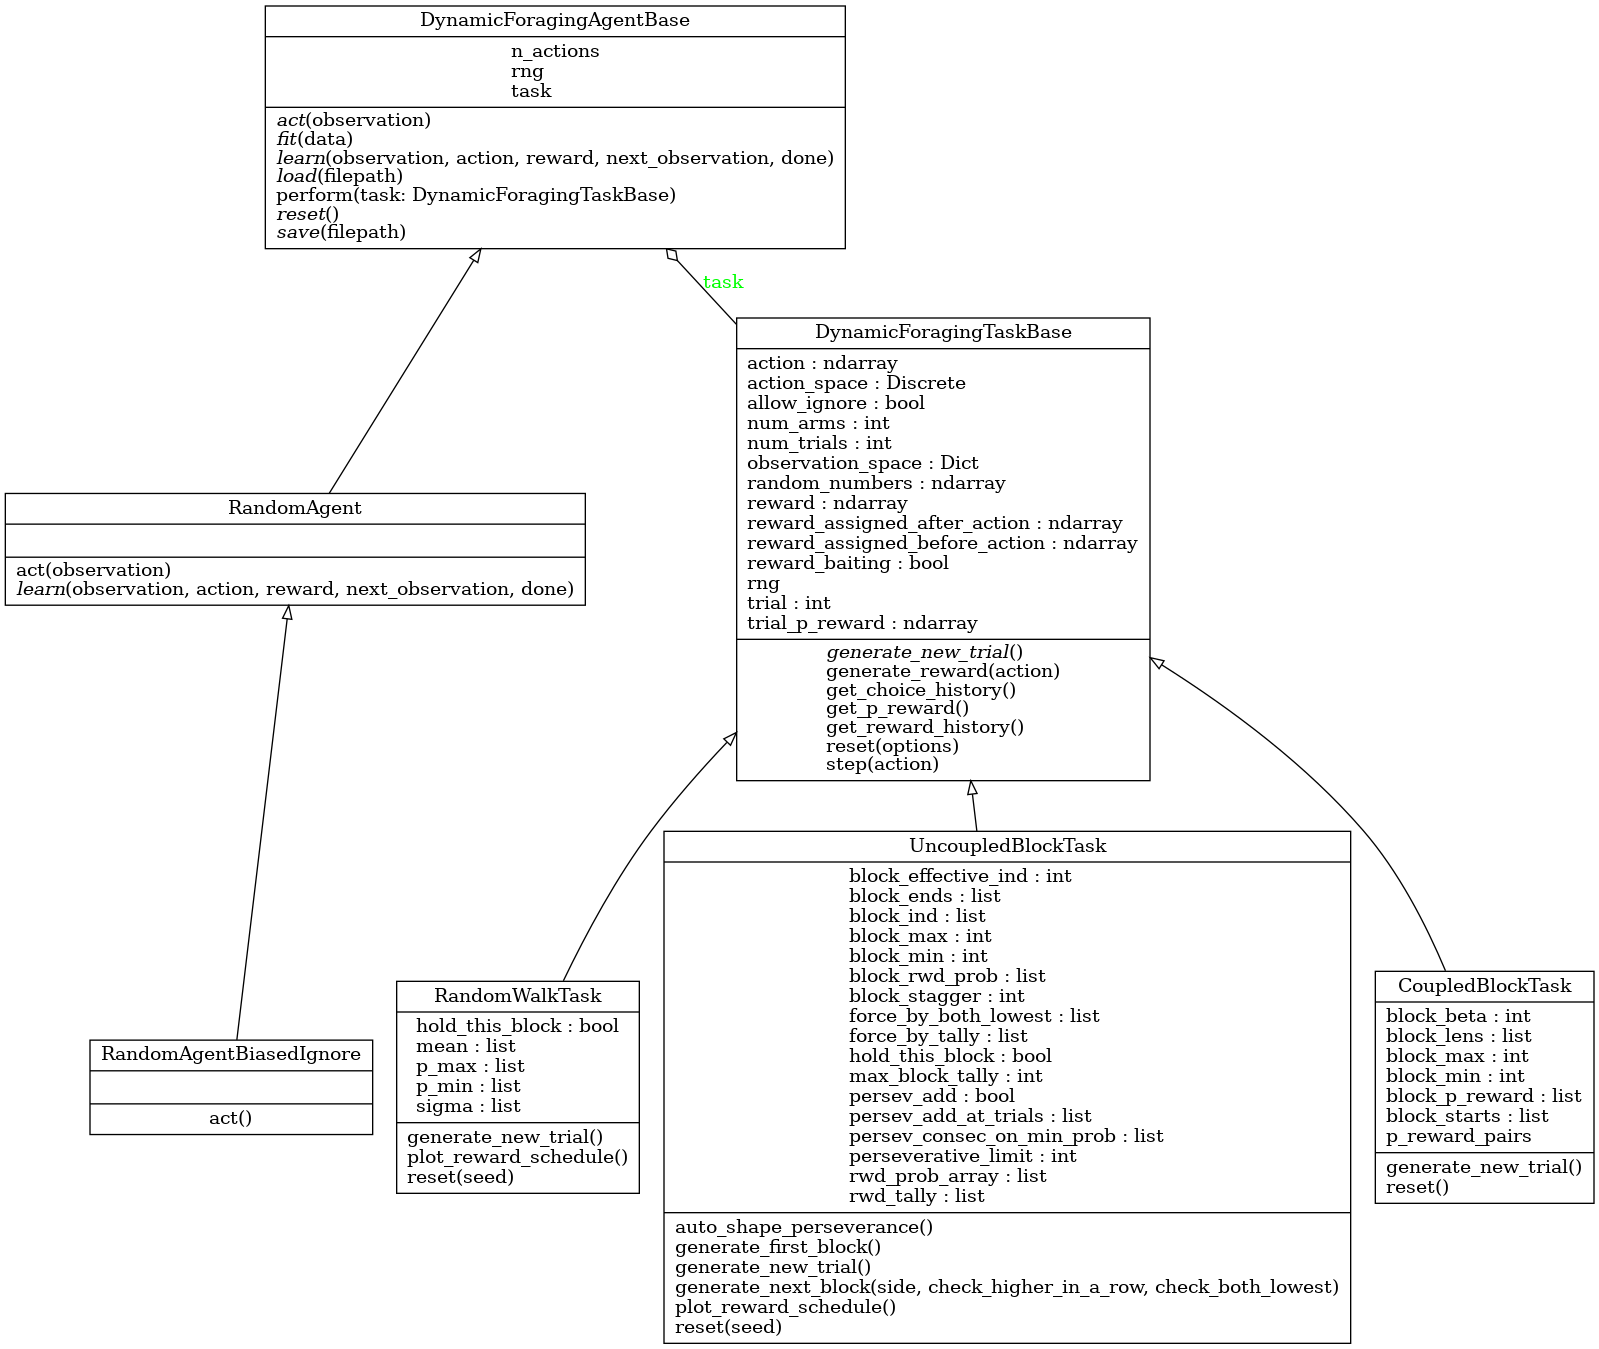 DynamicForagingAgentBase
n_actions
rng
task
act(observation)
fit(data)
learn(observation, action, reward, next_observation, done)
load(filepath)
perform(task: DynamicForagingTaskBase)
reset()
save(filepath)
task
DynamicForagingTaskBase
action : ndarray
action_space : Discrete
allow_ignore : bool
num_arms : int
num_trials : int
observation_space : Dict
random_numbers : ndarray
reward : ndarray
reward_assigned_after_action : ndarray
reward_assigned_before_action : ndarray
reward_baiting : bool
rng
trial : int
trial_p_reward : ndarray
generate_new_trial()
generate_reward(action)
get_choice_history()
get_p_reward()
get_reward_history()
reset(options)
step(action)
RandomAgent
act(observation)
learn(observation, action, reward, next_observation, done)
RandomAgentBiasedIgnore
act()
RandomWalkTask
hold_this_block : bool
mean : list
p_max : list
p_min : list
sigma : list
generate_new_trial()
plot_reward_schedule()
reset(seed)
UncoupledBlockTask
block_effective_ind : int
block_ends : list
block_ind : list
block_max : int
block_min : int
block_rwd_prob : list
block_stagger : int
force_by_both_lowest : list
force_by_tally : list
hold_this_block : bool
max_block_tally : int
persev_add : bool
persev_add_at_trials : list
persev_consec_on_min_prob : list
perseverative_limit : int
rwd_prob_array : list
rwd_tally : list
auto_shape_perseverance()
generate_first_block()
generate_new_trial()
generate_next_block(side, check_higher_in_a_row, check_both_lowest)
plot_reward_schedule()
reset(seed)
CoupledBlockTask
block_beta : int
block_lens : list
block_max : int
block_min : int
block_p_reward : list
block_starts : list
p_reward_pairs
generate_new_trial()
reset()